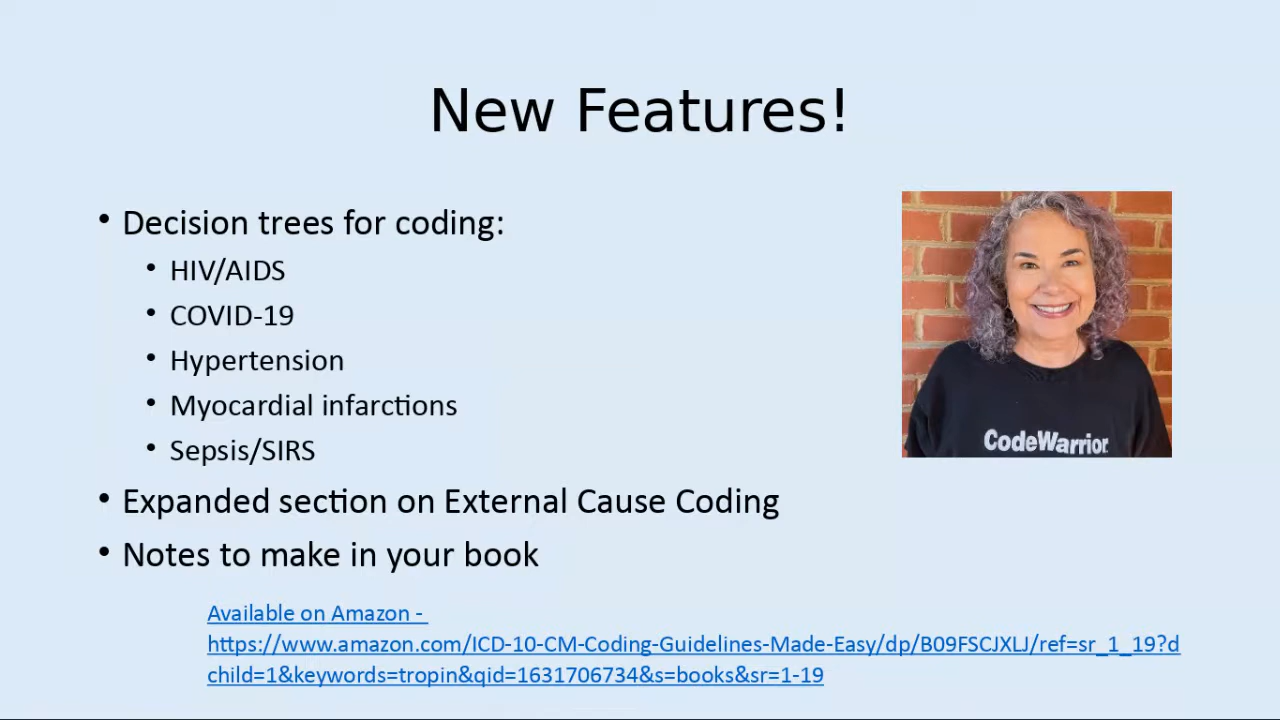 New Features!
• Decision trees for coding:
• HIV/AIDS
• COVID-19
• Hypertension
• Myocardial infarctions
• Sepsis/SIRS
CodeWarrior
• Expanded section on External Cause Coding
• Notes to make in your book
Available on Amazon -
https://www.amazon.com/ICD-10-CM-Coding-Guidelines-Made-Easy/dp/B09FSCJXLJ/ref=sr_1_19?d
child=1&keywords=tropin&qid=1631706734&s=books&sr=1-19